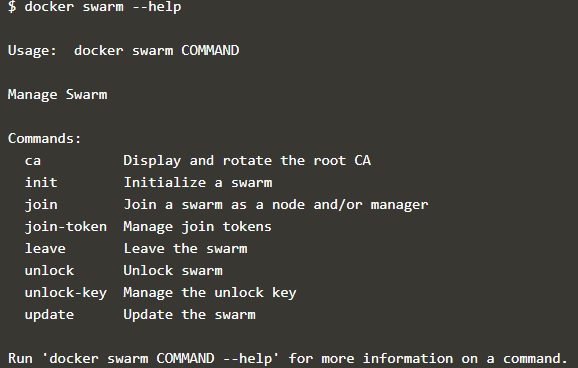 $ docker swarm --help
Usage:  docker swarm COMMAND
Manage Swarm
Commands:
  ca          Display and rotate the root CA
  init        Initialize a swarm
  join        Join a swarm as a node and/or manager
  join-token  Manage join tokens
  leave       Leave the swarm
  unlock      Unlock swarm
  unlock-key  Manage the unlock key
  update      Update the swarm
Run 'docker swarm COMMAND --help' for more information on a command.